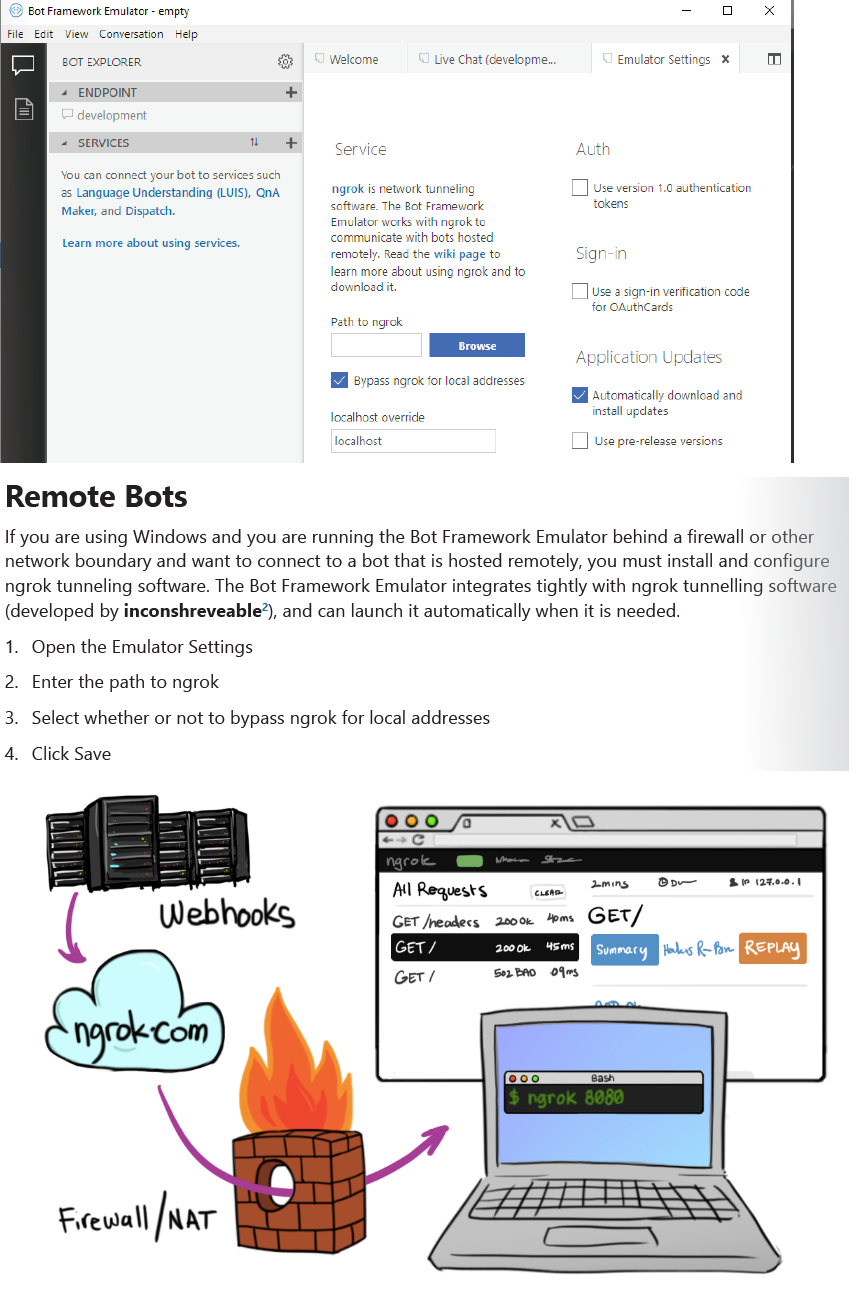 Bot Framework Emulator - empty
File Edit View Conversation Help
BOT EXPLORER
Welcome
Live Chat (developme...
Emulator Settings
ENDPOINT
development
SERVICES
You can connect your bot to services such
as Language Understanding (LUIS), QnA
Maker, and Dispatch.
Learn more about using services.
Service
ngrok is network tunneling
software. The Bot Framework
Emulator works with ngrok to
communicate with bots hosted
remotely. Read the wiki page to
learn more about using ngrok and to
download it.
Path to ngrok
Browse
Bypass ngrok for local addresses
localhost override
localhost
Auth
Use version 1.0 authentication
tokens
Sign-in
Use a sign-in verification code
for OAuthCards
Application Updates
Automatically download and
install updates
Use pre-release versions
Remote Bots
If you are using Windows and you are running the Bot Framework Emulator behind a firewall or other
network boundary and want to connect to a bot that is hosted remotely, you must install and configure
ngrok tunneling software. The Bot Framework Emulator integrates tightly with ngrok tunnelling software
(developed by inconshreveable²), and can launch it automatically when it is needed.
1. Open the Emulator Settings
2. Enter the path to ngrok
3. Select whether or not to bypass ngrok for local addresses
4. Click Save
Webhooks
ngrok.com
Firewall/NAT
ngrok
All Requests
CLEAR
GET /headers 200 OK 40ms
GET / 200 OK 45ms
GET / 502 BAD 09ms
2mins
IP 127.0.0.1
GET/
Summary
REPLAY
Bash
$ ngrok 8080